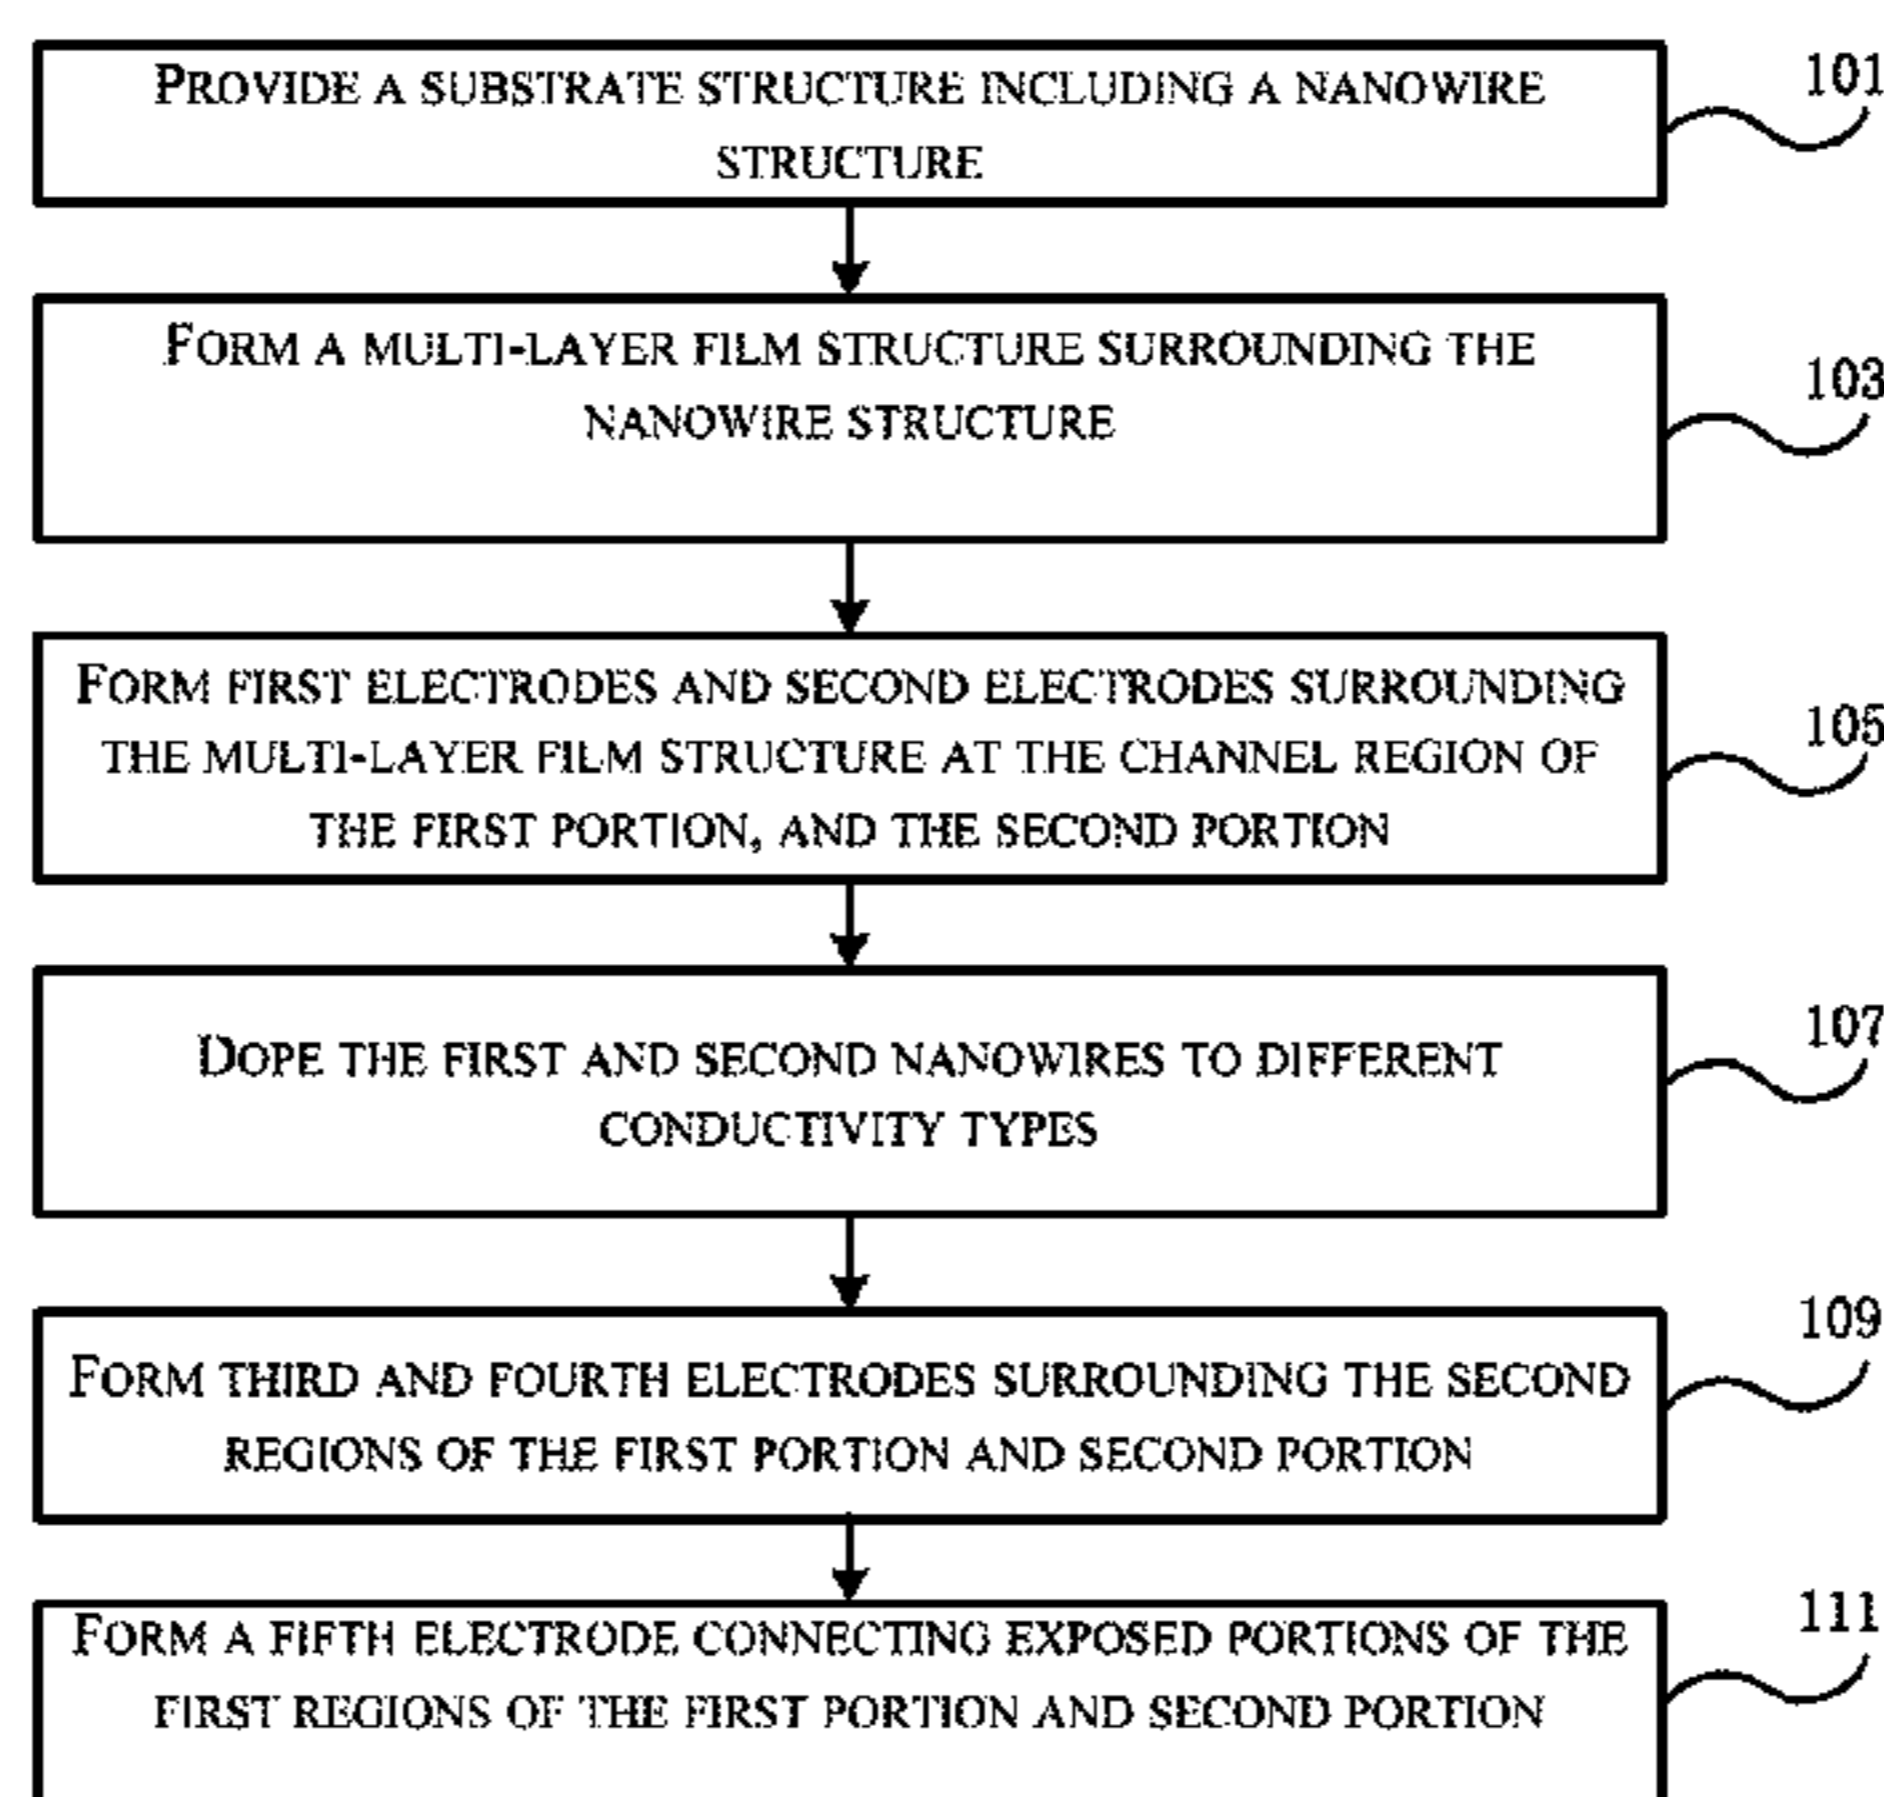 PROVIDE A SUBSTRATE STRUCTURE INCLUDING A NANOWIRE
STRUCTURE
101
FORM A MULTI-LAYER FILM STRUCTURE SURROUNDING THE
NANOWIRE STRUCTURE
103
FORM FIRST ELECTRODES AND SECOND ELECTRODES SURROUNDING
THE MULTI-LAYER FILM STRUCTURE AT THE CHANNEL REGION OF
THE FIRST PORTION, AND THE SECOND PORTION
105
DOPE THE FIRST AND SECOND NANOWIRES TO DIFFERENT
CONDUCTIVITY TYPES
107
FORM THIRD AND FOURTH ELECTRODES SURROUNDING THE SECOND
REGIONS OF THE FIRST PORTION AND SECOND PORTION
109
FORM A FIFTH ELECTRODE CONNECTING EXPOSED PORTIONS OF THE
FIRST REGIONS OF THE FIRST PORTION AND SECOND PORTION
111